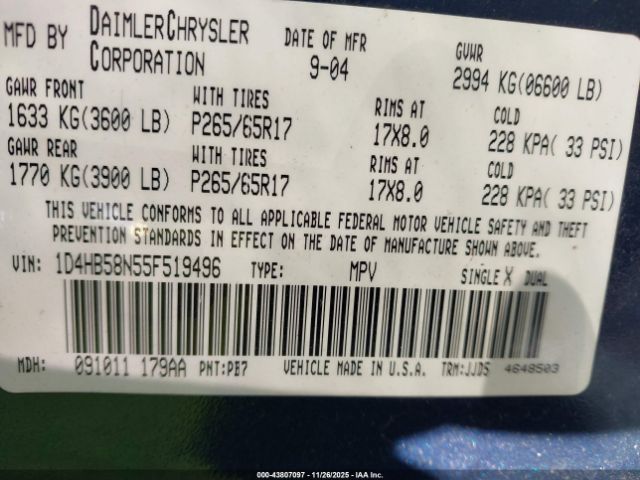 MFD BY DAIMLERCHRYSLER CORPORATION DATE OF MFR 9-04 GVWR 2994 KG(06600 LB)
GAWR FRONT WITH TIRES RIMS AT COLD
1633 KG(3600 LB) P265/65R17 17X8.0 228 KPA( 33 PSI)
GAWR REAR WITH TIRES RIMS AT COLD
1770 KG(3900 LB) P265/65R17 17X8.0 228 KPA( 33 PSI)
THIS VEHICLE CONFORMS TO ALL APPLICABLE FEDERAL MOTOR VEHICLE SAFETY AND THEFT
PREVENTION STANDARDS IN EFFECT ON THE DATE OF MANUFACTURE SHOWN ABOVE.
VIN: 1D4HB58N55F519496 TYPE: MPV SINGLE X DUAL
MDH: 091011 179AA PNT:PB7 VEHICLE MADE IN U.S.A. TRM:JJD5 4648503
000-43807097 - 11/26/2025 - IAA Inc.